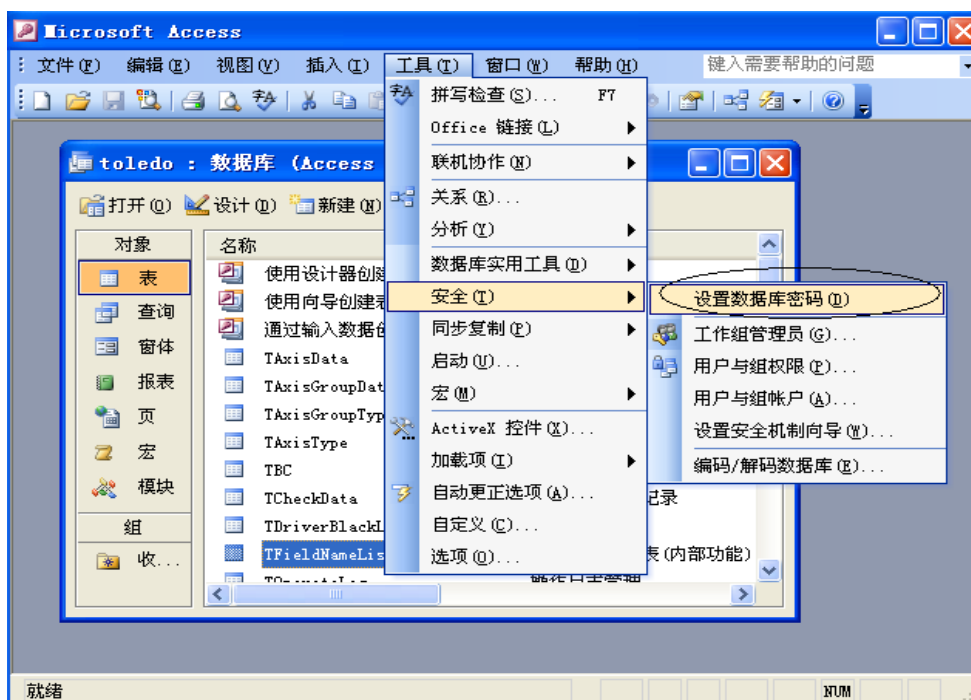 Microsoft Access
文件(F) 编辑(E) 视图(V) 插入(I) 工具(T) 窗口(W) 帮助(H) 键入需要帮助的问题
拼写检查(S)... F7
Office 链接(L)
联机协作(N)
关系(R)...
分析(Y)
数据库实用工具(D)
安全(T)
同步复制(P)
启动(U)...
宏(M)
ActiveX 控件(X)...
加载项(I)
自动更正选项(A)...
自定义(C)...
选项(O)...
设置数据库密码(D)
工作组管理员(G)...
用户与组权限(P)...
用户与组帐户(A)...
设置安全机制向导(W)...
编码/解码数据库(E)...
toledo : 数据库 (Access
打开(O) 设计(D) 新建(N)
对象
表
查询
窗体
报表
页
宏
模块
组
收...
名称
使用设计器创建
使用向导创建表
通过输入数据创
TAxisData
TAxisGroupDat
TAxisGroupTyp
TAxisType
TBC
TCheckData 记录
TDriverBlackL
TFieldNameLis 表(内部功能)
TOperateLog 操作日志管理
就绪 NUM